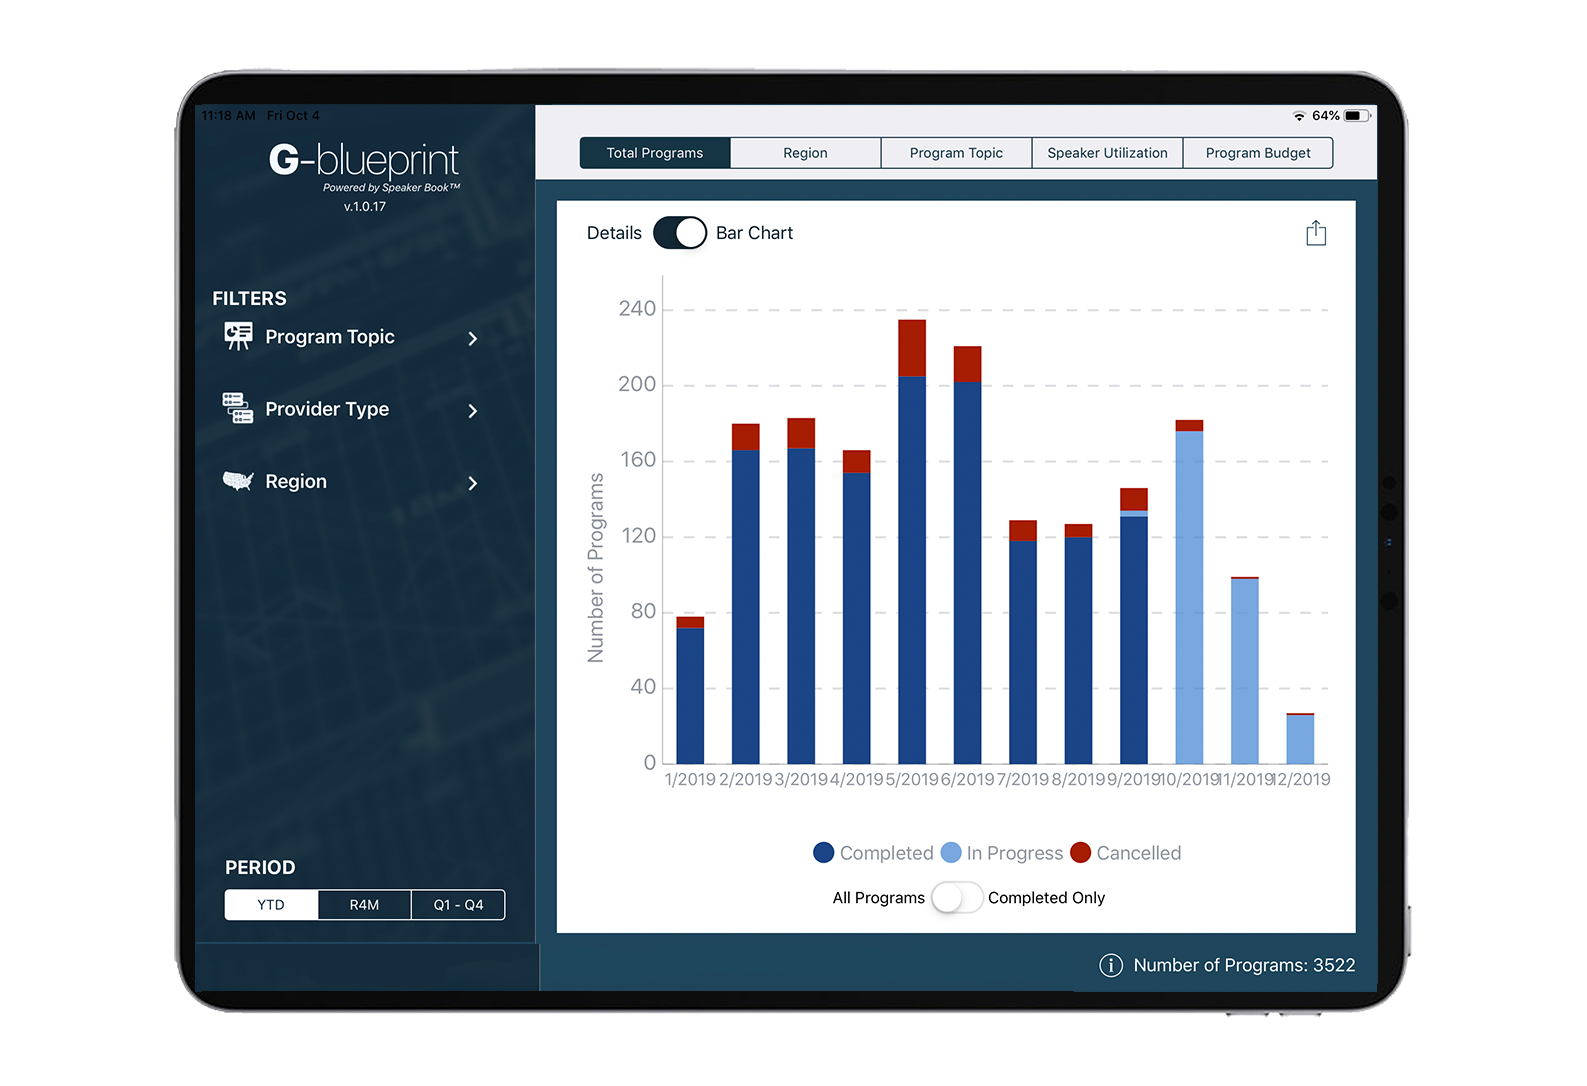 11:18 AM Fri Oct 4
64%
G-blueprint
Powered by Speaker Book™
v.1.0.17
FILTERS
Program Topic
Provider Type
Region
PERIOD
YTD R4M Q1 - Q4
Total Programs Region Program Topic Speaker Utilization Program Budget
Details Bar Chart
Number of Programs
240
200
160
120
80
40
0
1/2019 2/2019 3/2019 4/2019 5/2019 6/2019 7/2019 8/2019 9/2019 10/2019 11/2019 12/2019
Completed In Progress Cancelled
All Programs Completed Only
Number of Programs: 3522